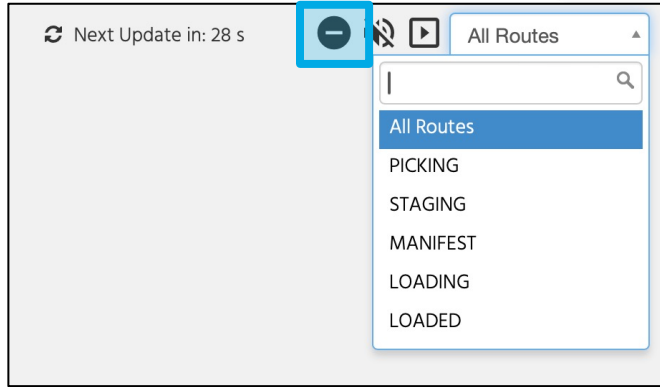 Next Update in: 28 s
All Routes
All Routes
PICKING
STAGING
MANIFEST
LOADING
LOADED